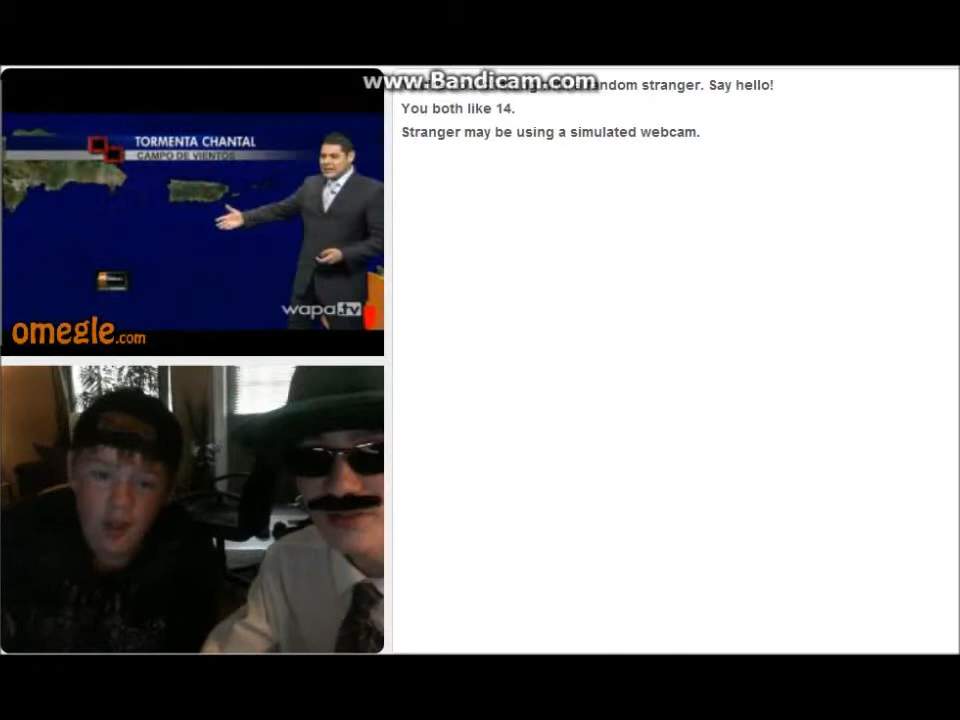 www.Bandicam.com
random stranger. Say hello!
You both like 14.
Stranger may be using a simulated webcam.
TORMENTA CHANTAL
CAMPO DE VIENTOS
wapa.tv
omegle.com